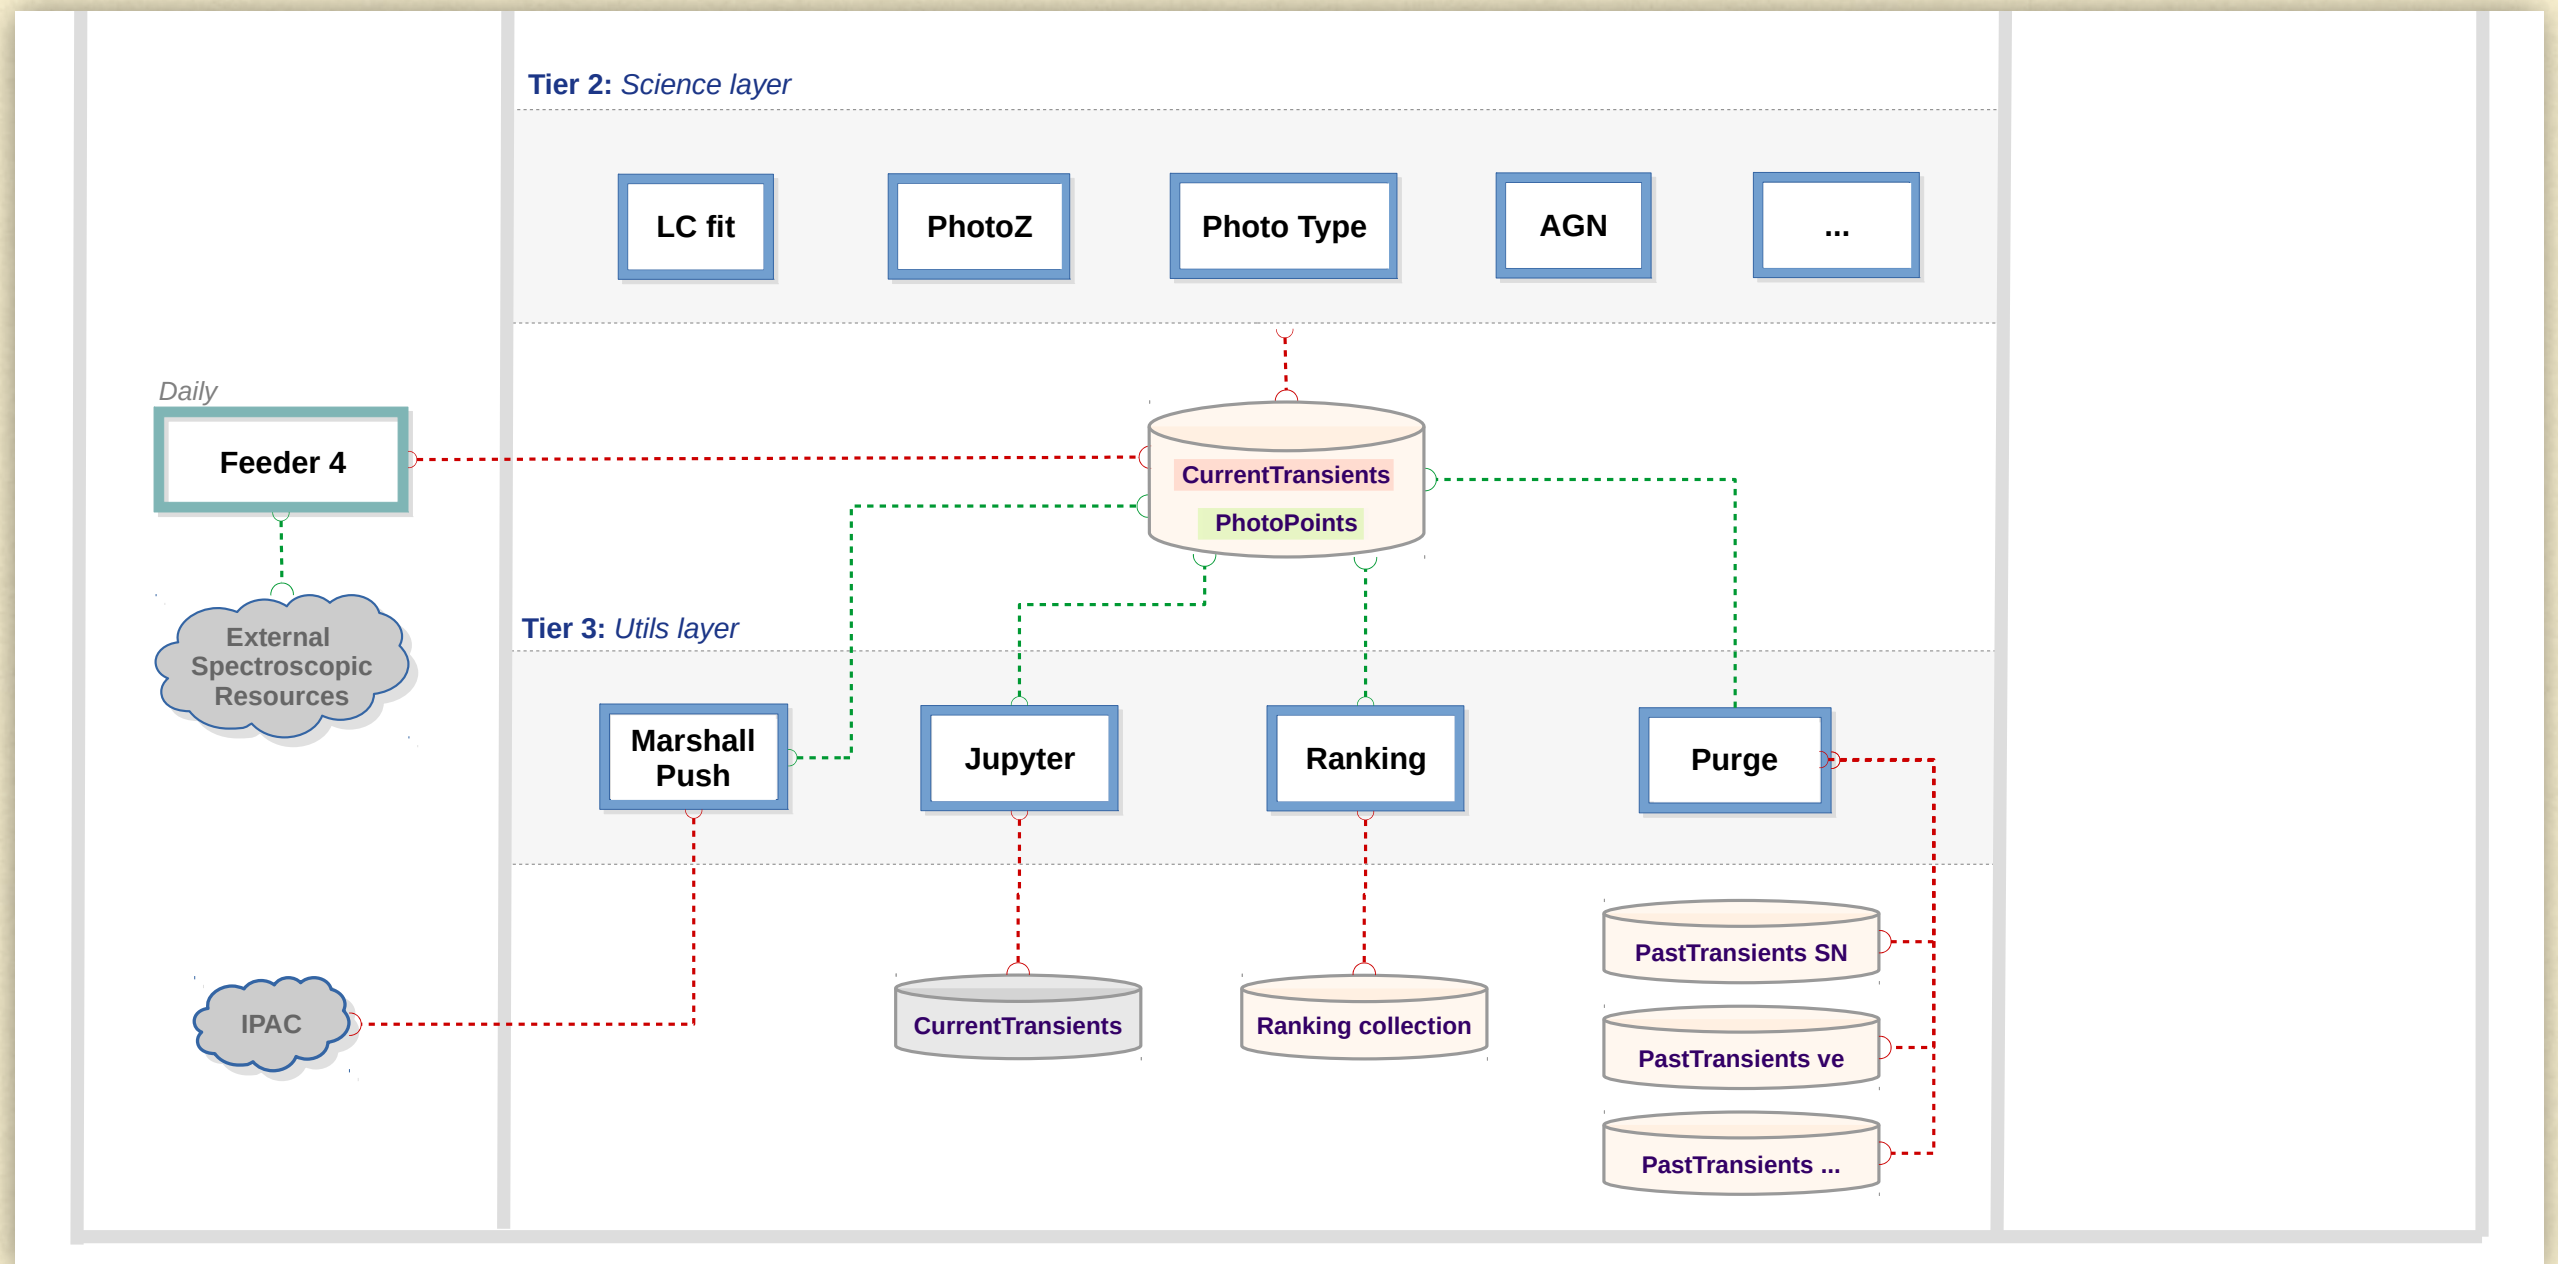 Tier 2: Science layer
LC fit
PhotoZ
Photo Type
AGN
...
Daily
Feeder 4
CurrentTransients
PhotoPoints
External
Spectroscopic
Resources
Tier 3: Utils layer
Marshall
Push
Jupyter
Ranking
Purge
PastTransients SN
IPAC
CurrentTransients
Ranking collection
PastTransients ve
PastTransients ...